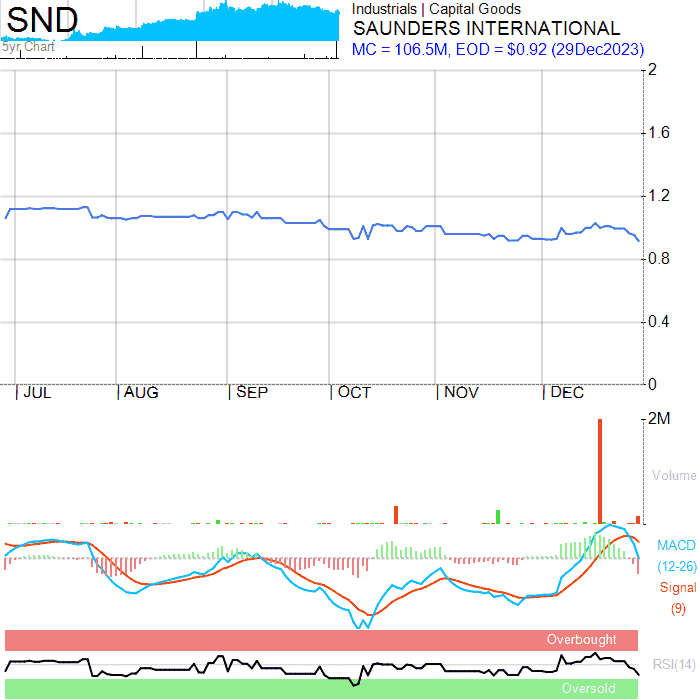 SND
5yr. Chart
Industrials | Capital Goods
SAUNDERS INTERNATIONAL
MC = 106.5M, EOD = $0.92 (29Dec2023)
2
1.6
1.2
0.8
0.4
0
JUL AUG SEP OCT NOV DEC
2M
Volume
MACD
(12-26)
Signal
(9)
Overbought
RSI(14)
Oversold